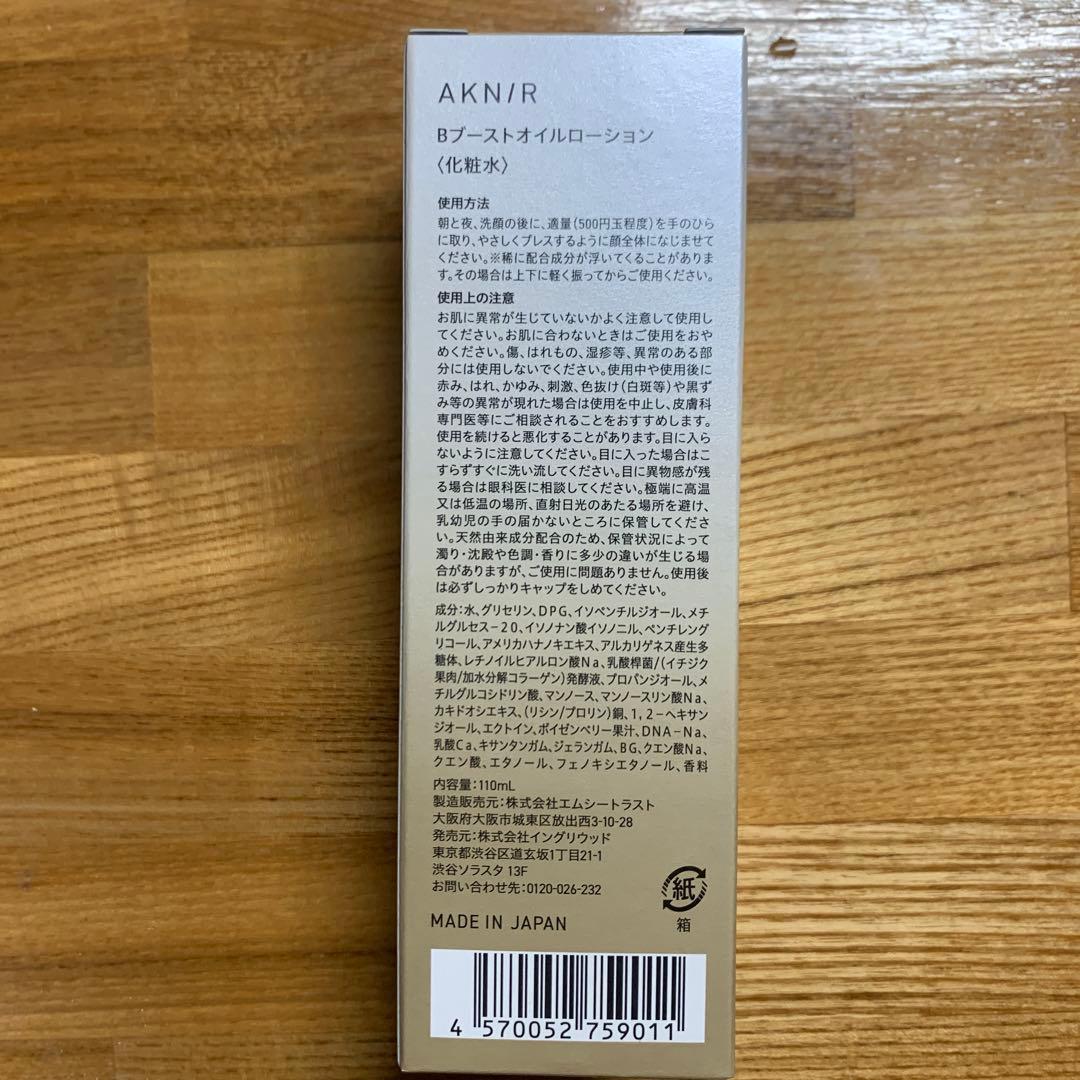 AKN/R
Bブーストオイルローション
〈化粧水〉
使用方法
朝と夜、洗顔の後に、適量(500円玉程度)を手のひら
に取り、やさしくプレスするように顔全体になじませて
ください。※稀に配合成分が浮いてくることがありま
す。その場合は上下に軽く振ってからご使用ください。
使用上の注意
お肌に異常が生じていないかよく注意して使用し
てください。お肌に合わないときはご使用をおや
めください。傷、はれもの、湿疹等、異常のある部
分には使用しないでください。使用中や使用後に
赤み、はれ、かゆみ、刺激、色抜け(白斑等)や黒ず
み等の異常が現れた場合は使用を中止し、皮膚科
専門医等にご相談されることをおすすめします。
使用を続けると悪化することがあります。目に入ら
ないように注意してください。目に入った場合はこ
すらずすぐに洗い流してください。目に異物感が残
る場合は眼科医に相談してください。極端に高温
又は低温の場所、直射日光のあたる場所を避け、
乳幼児の手の届かないところに保管してくださ
い。天然由来成分配合のため、保管状況によって
濁り・沈殿や色調・香りに多少の違いが生じる場
合がありますが、ご使用に問題ありません。使用後
は必ずしっかりキャップをしめてください。
成分:水、グリセリン、DPG、イソペンチルジオール、メチ
ルグルセス-20、イソノナン酸イソノニル、ペンチレング
リコール、アメリカハナノキエキス、アルカリゲネス産生多
糖体、レチノイルヒアルロン酸Na、乳酸桿菌/(イチジク
果肉/加水分解コラーゲン)発酵液、プロパンジオール、メ
チルグルコシドリン酸、マンノース、マンノースリン酸Na、
カキドオシエキス、(リシン/プロリン)銅、1,2-ヘキサン
ジオール、エクトイン、ボイゼンベリー果汁、DNA-Na、
乳酸Ca、キサンタンガム、ジェランガム、BG、クエン酸Na、
クエン酸、エタノール、フェノキシエタノール、香料
内容量:110mL
製造販売元:株式会社エムシートラスト
大阪府大阪市城東区放出西3-10-28
発売元:株式会社イングリウッド
東京都渋谷区道玄坂1丁目21-1
渋谷ソラスタ 13F
お問い合わせ先:0120-026-232
紙
箱
MADE IN JAPAN
4 570052 759011